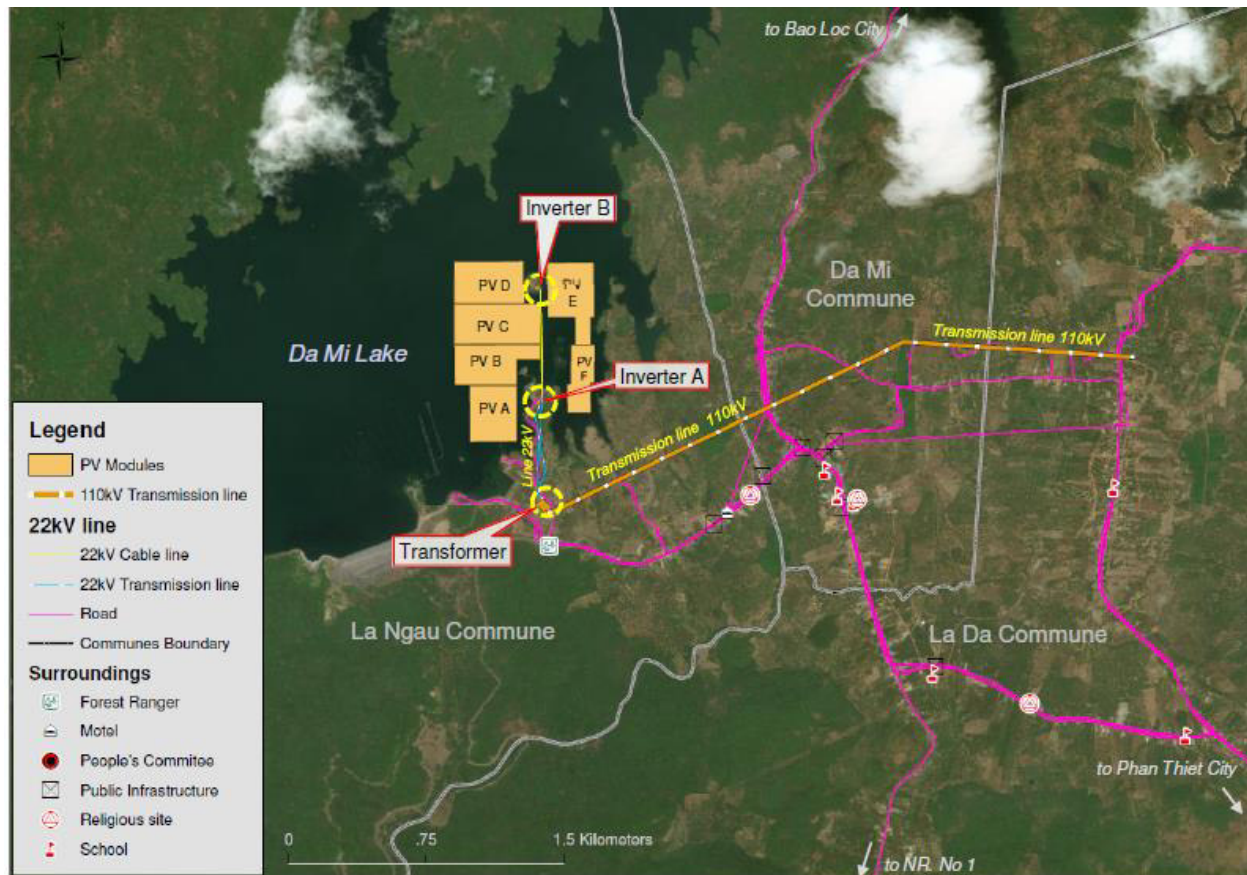 to Bao Loc City
Inverter B
PV D
PV
E
Da Mi
Commune
PV C
Transmission line 110kV
Da Mi Lake
PV B
PV
Inverter A
PV A
Transmission line 110kV
Line 22kV
Transformer
La Ngau Commune
La Da Commune
to Phan Thiet City
to NR. No 1
Legend
PV Modules
110kV Transmission line
22kV line
22kV Cable line
22kV Transmission line
Road
Communes Boundary
Surroundings
Forest Ranger
Motel
People's Commitee
Public Infrastructure
Religious site
School
0 .75 1.5 Kilometers